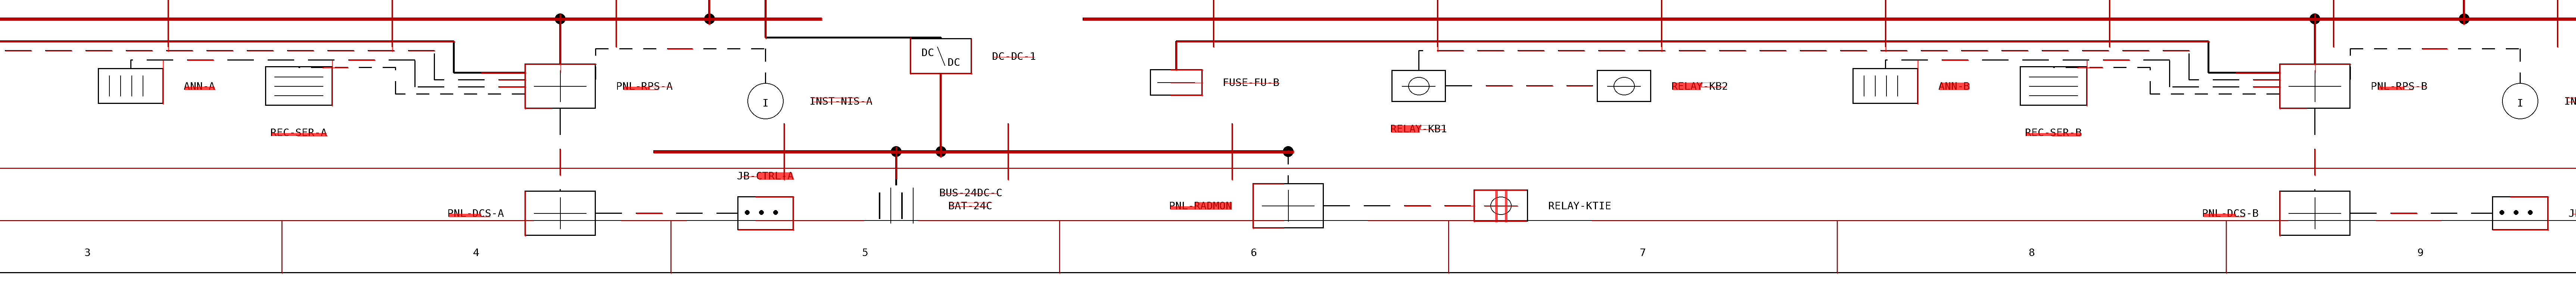 DC
DC
DC-DC-1
ANN-A
PNL-RPS-A
INST-NIS-A
I
FUSE-FU-B
RELAY-KB2
ANN-B
PNL-RPS-B
I
IN
REC-SER-A
RELAY-KB1
REC-SER-B
JB-CTRL-A
BUS-24DC-C
BAT-24C
PNL-DCS-A
PNL-RADMON
RELAY-KTIE
PNL-DCS-B
3
4
5
6
7
8
9